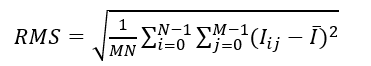 RMS = √(1/MN ∑_{i=0}^{N−1} ∑_{j=0}^{M−1} (I_{ij} − Ī)²)